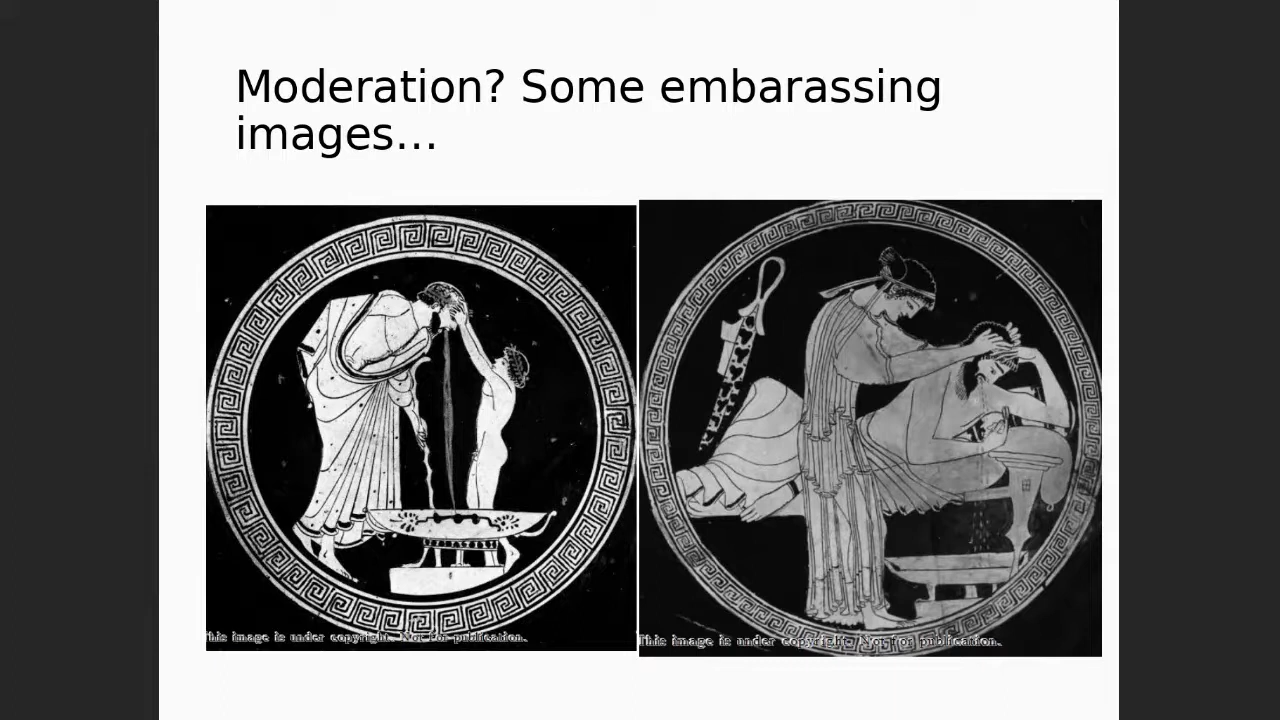 Moderation? Some embarassing
images...
This image is under copyright. Not for publication.
This image is under copyright. Not for publication.